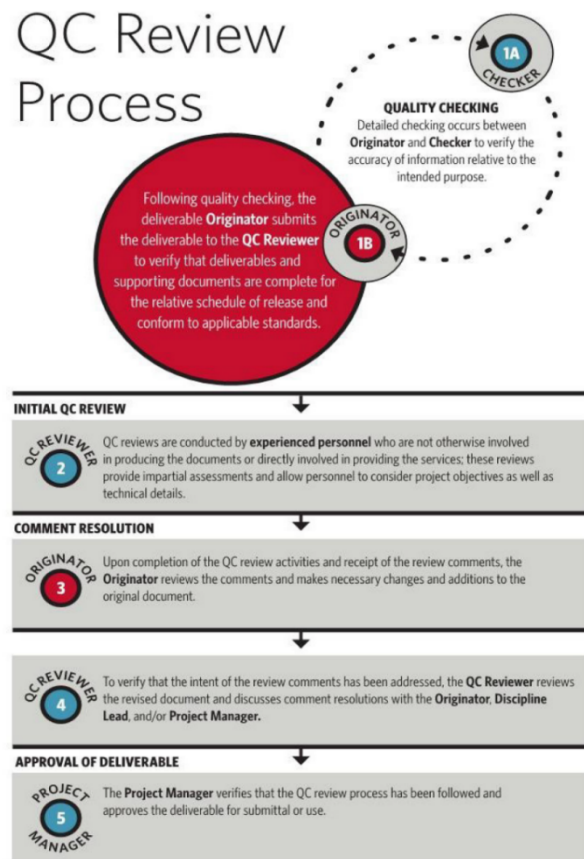 QC Review
Process
1A
CHECKER
QUALITY CHECKING
Detailed checking occurs between
Originator and Checker to verify the
accuracy of information relative to the
intended purpose.
Following quality checking, the
deliverable Originator submits
the deliverable to the QC Reviewer
to verify that deliverables and
supporting documents are complete for
the relative schedule of release and
conform to applicable standards.
ORIGINATOR
1B
INITIAL QC REVIEW
QC REVIEWER
2
QC reviews are conducted by experienced personnel who are not otherwise involved
in producing the documents or directly involved in providing the services; these reviews
provide impartial assessments and allow personnel to consider project objectives as well as
technical details.
COMMENT RESOLUTION
ORIGINATOR
3
Upon completion of the QC review activities and receipt of the review comments, the
Originator reviews the comments and makes necessary changes and additions to the
original document.
QC REVIEWER
4
To verify that the intent of the review comments has been addressed, the QC Reviewer reviews
the revised document and discusses comment resolutions with the Originator, Discipline
Lead, and/or Project Manager.
APPROVAL OF DELIVERABLE
PROJECT
5
MANAGER
The Project Manager verifies that the QC review process has been followed and
approves the deliverable for submittal or use.